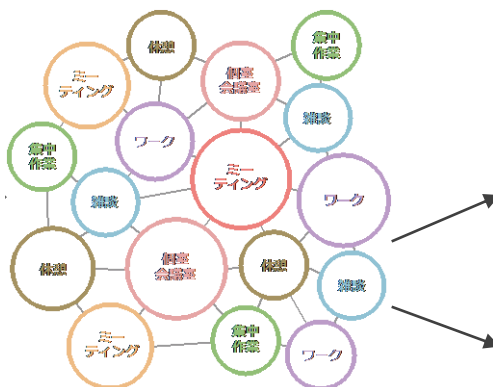 休憩
集中
作業
ミー
ティング
個室
会議室
雑談
ワーク
集中
作業
ミー
ティング
雑談
ワーク
休憩
個室
会議室
休憩
雑談
ミー
ティング
集中
作業
ワーク